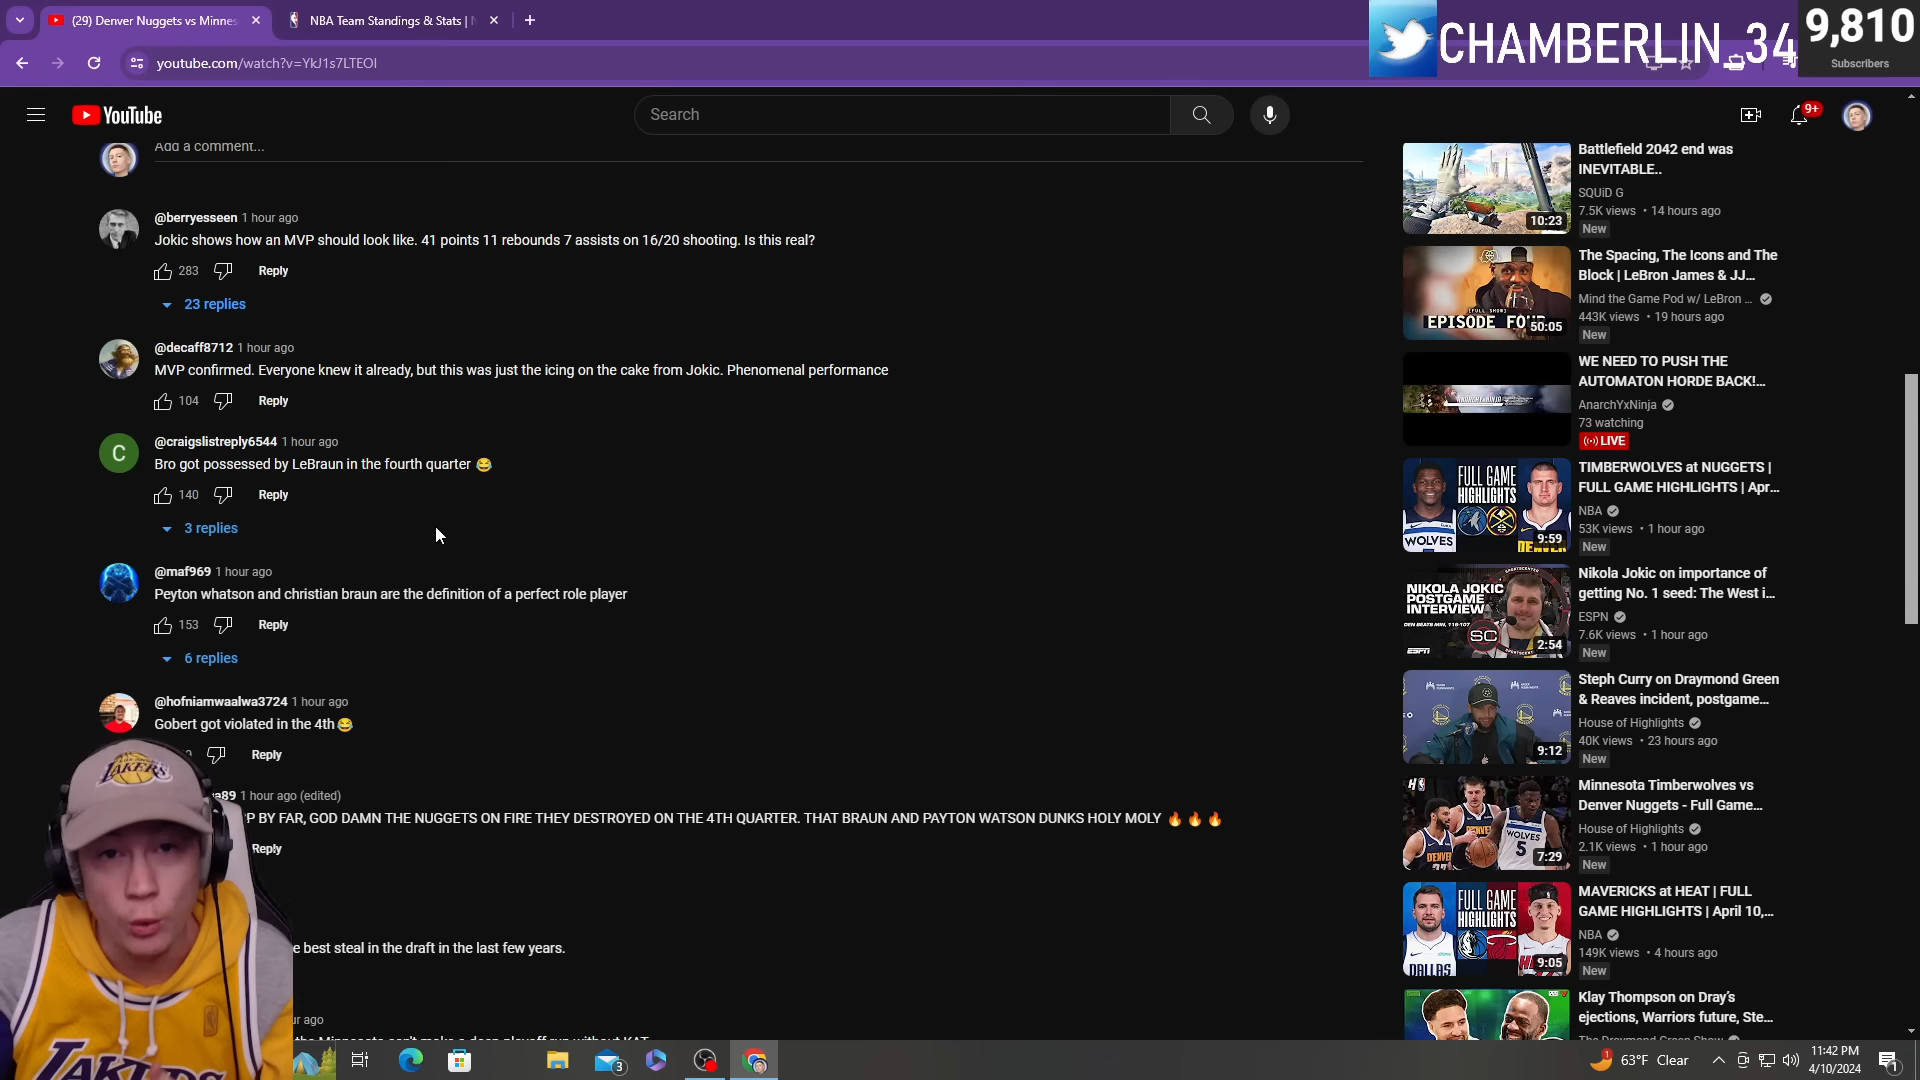 (29) Denver Nuggets vs Minnes
NBA Team Standings & Stats |
CHAMBERLIN_34
9,810
Subscribers
youtube.com/watch?v=YkJ1s7LTEOI
YouTube
Search
9+
Add a comment...
@berryesseen 1 hour ago
Jokic shows how an MVP should look like. 41 points 11 rebounds 7 assists on 16/20 shooting. Is this real?
283 Reply
23 replies
@decaff8712 1 hour ago
MVP confirmed. Everyone knew it already, but this was just the icing on the cake from Jokic. Phenomenal performance
104 Reply
C
@craigslistreply6544 1 hour ago
Bro got possessed by LeBraun in the fourth quarter 😂
140 Reply
3 replies
@maf969 1 hour ago
Peyton whatson and christian braun are the definition of a perfect role player
153 Reply
6 replies
@hofniamwaalwa3724 1 hour ago
Gobert got violated in the 4th😂
Reply
a89 1 hour ago (edited)
BY FAR, GOD DAMN THE NUGGETS ON FIRE THEY DESTROYED ON THE 4TH QUARTER. THAT BRAUN AND PAYTON WATSON DUNKS HOLY MOLY 🔥🔥🔥
Reply
best steal in the draft in the last few years.
ago
LAKERS
Battlefield 2042 end was
INEVITABLE..
SQUiD G
7.5K views • 14 hours ago
New
10:23
The Spacing, The Icons and The
Block | LeBron James & JJ...
Mind the Game Pod w/ LeBron ...
443K views • 19 hours ago
New
[FULL SHOW]
EPISODE FOU
50:05
WE NEED TO PUSH THE
AUTOMATON HORDE BACK!...
AnarchYxNinja
73 watching
LIVE
TIMBERWOLVES at NUGGETS |
FULL GAME HIGHLIGHTS | Apr...
NBA
53K views • 1 hour ago
New
FULL GAME
HIGHLIGHTS
WOLVES
DENVER
9:59
Nikola Jokic on importance of
getting No. 1 seed: The West i...
ESPN
7.6K views • 1 hour ago
New
NIKOLA JOKIC
POSTGAME
INTERVIEW
DEN BEATS MIN, 116-107
SC
ESPN
2:54
Steph Curry on Draymond Green
& Reaves incident, postgame...
House of Highlights
40K views • 23 hours ago
New
9:12
Minnesota Timberwolves vs
Denver Nuggets - Full Game...
House of Highlights
2.1K views • 1 hour ago
New
WOLVES
5
7:29
MAVERICKS at HEAT | FULL
GAME HIGHLIGHTS | April 10,...
NBA
149K views • 4 hours ago
New
FULL GAME
HIGHLIGHTS
DALLAS
9:05
Klay Thompson on Dray's
ejections, Warriors future, Ste...
The Draymond Green Show
3
1
63°F Clear
11:42 PM
4/10/2024
1